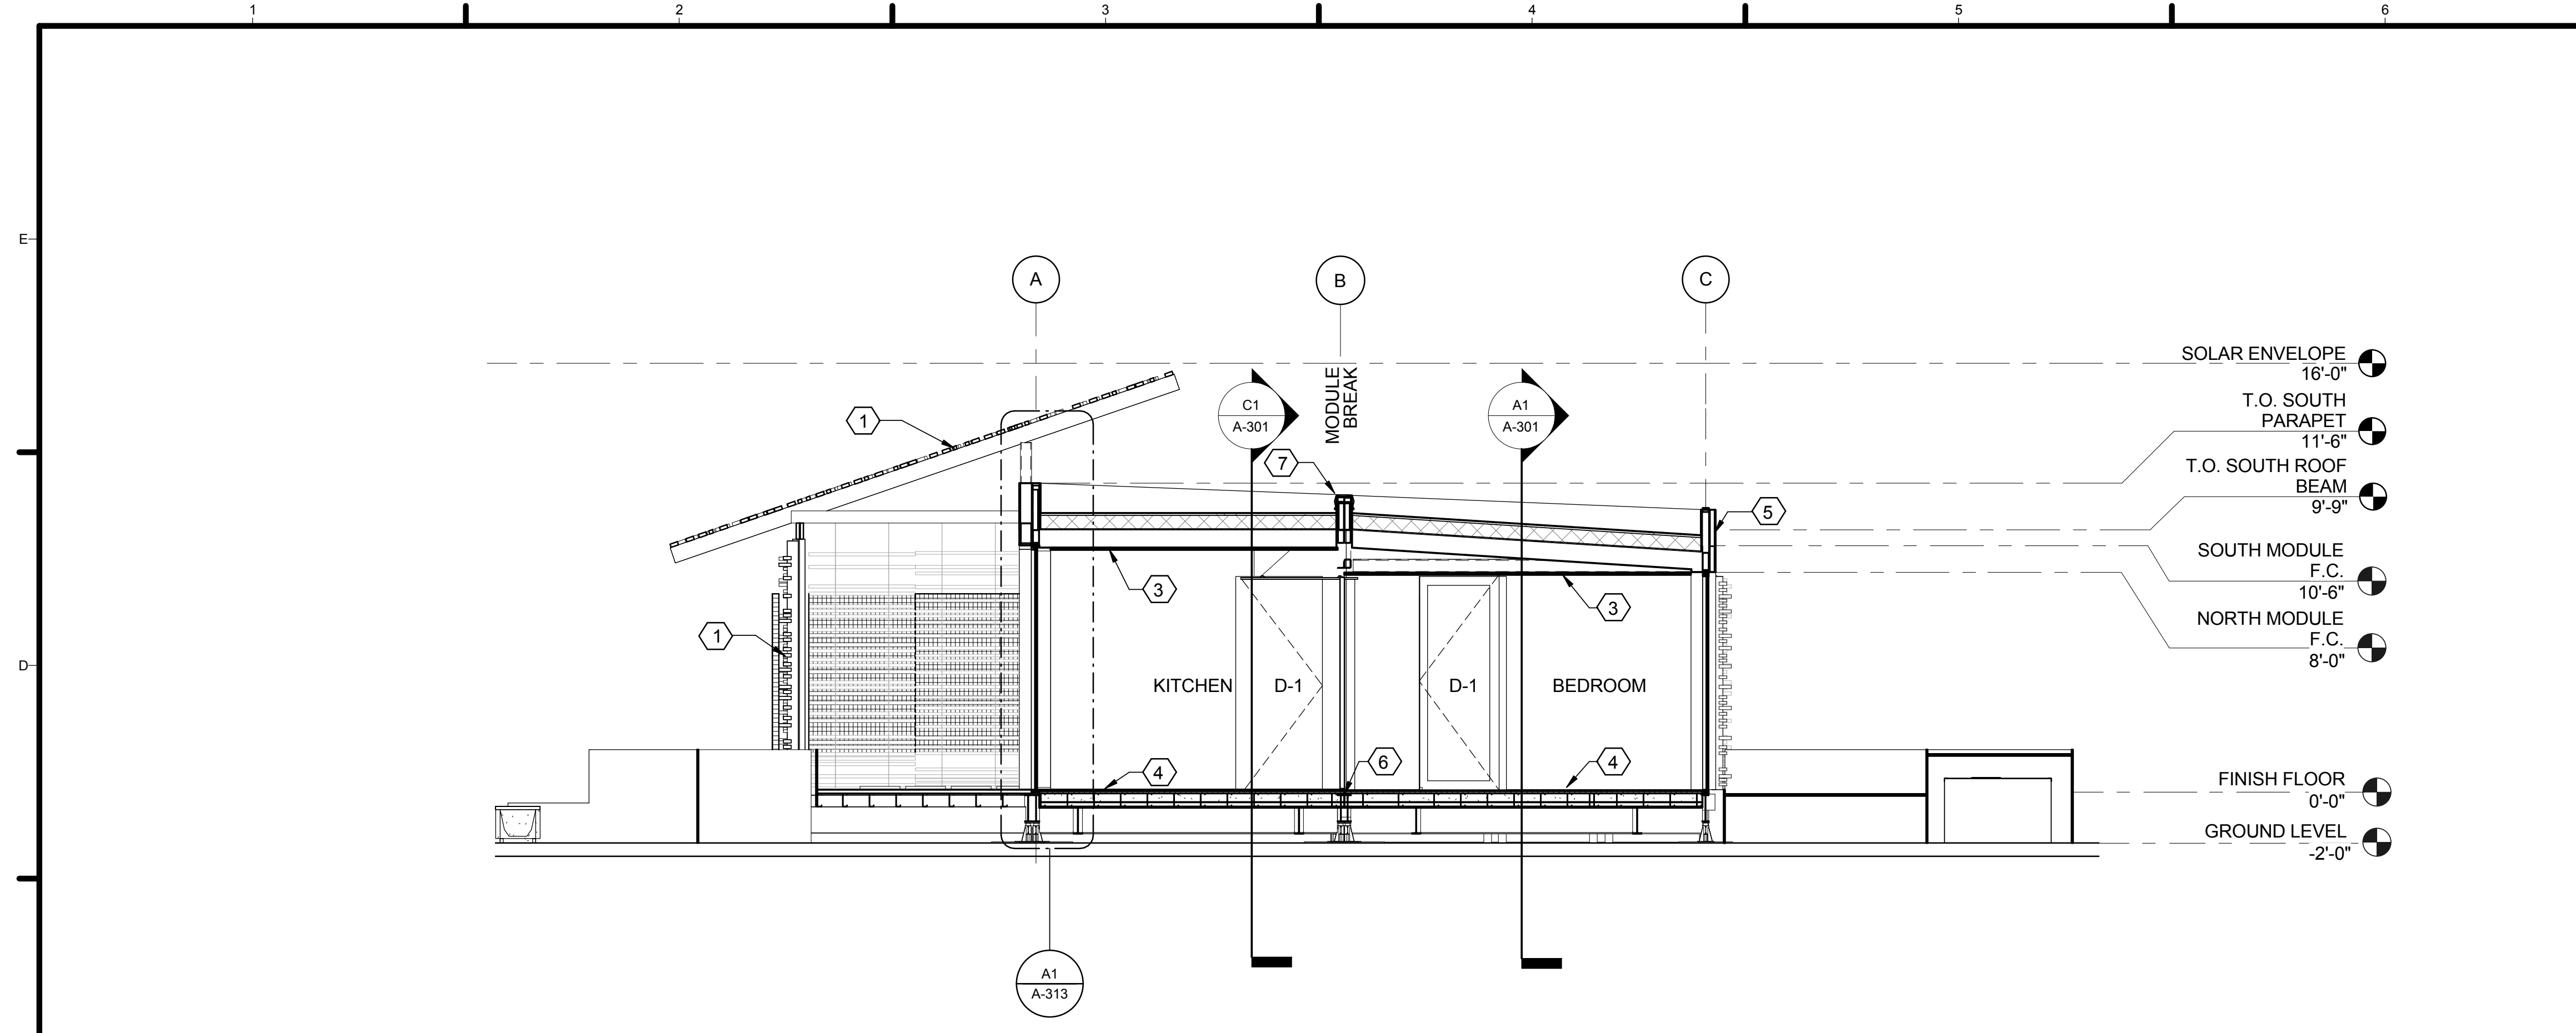 1 2 3 4 5 6
E
A B C
SOLAR ENVELOPE
16'-0"
MODULE
BREAK
T.O. SOUTH
PARAPET
11'-6"
1
C1
A-301
A1
A-301
7
T.O. SOUTH ROOF
BEAM
9'-9"
5
SOUTH MODULE
F.C.
10'-6"
3
3
NORTH MODULE
F.C.
8'-0"
1
D
KITCHEN D-1 D-1 BEDROOM
4
6
4
FINISH FLOOR
0'-0"
GROUND LEVEL
-2'-0"
A1
A-313